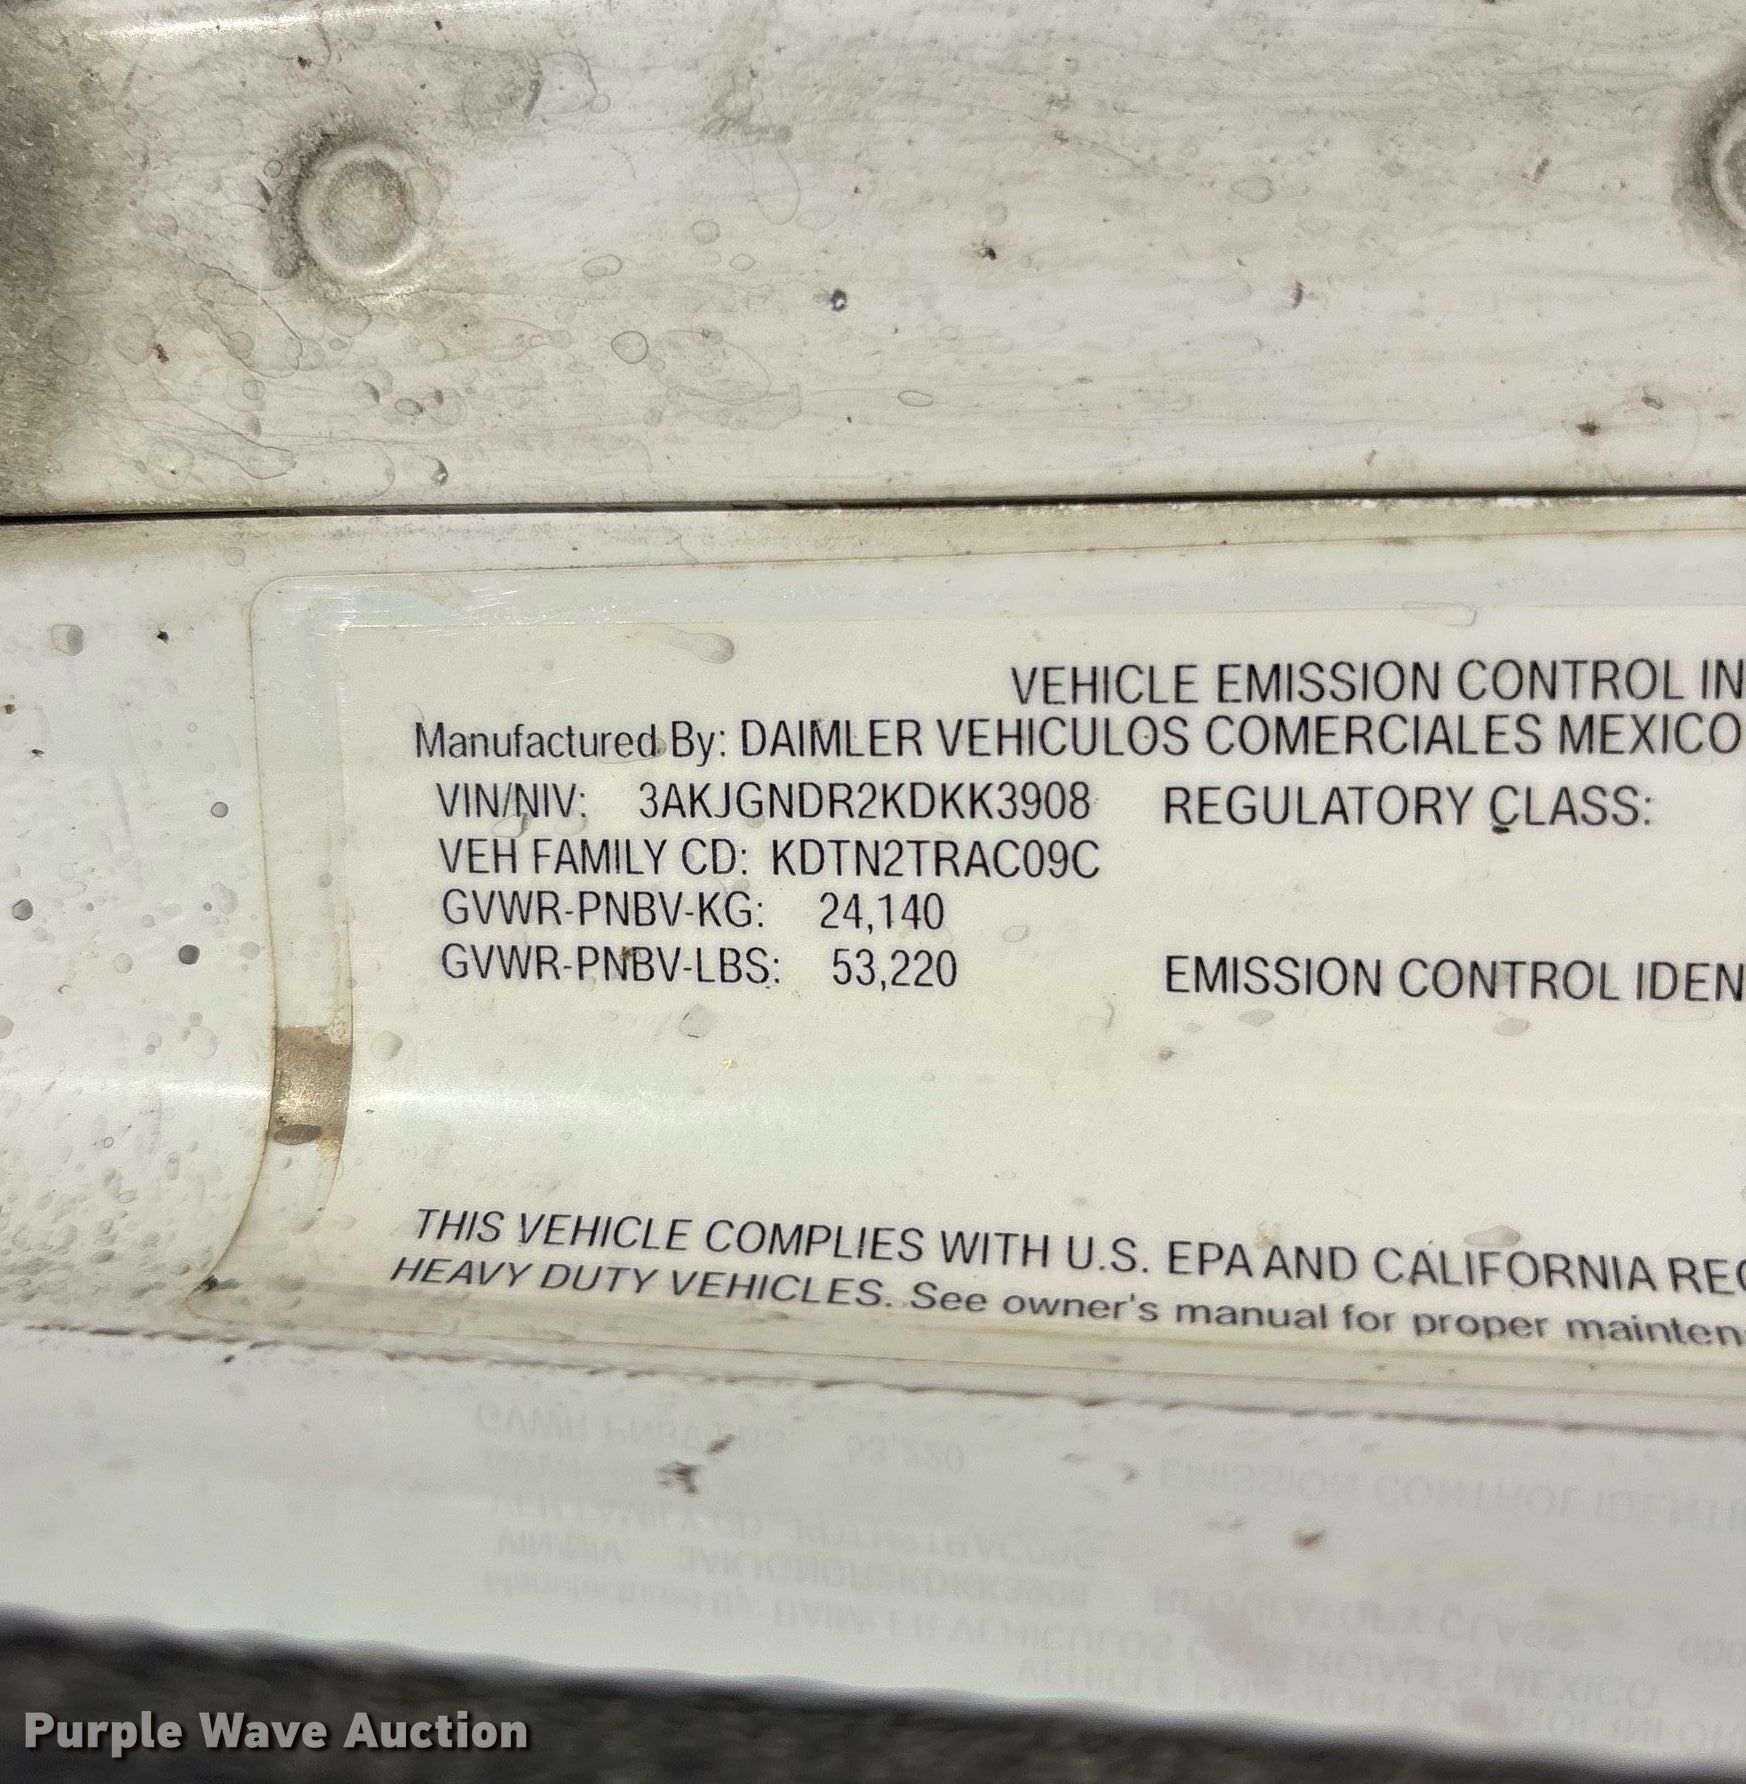 VEHICLE EMISSION CONTROL IN
Manufactured By: DAIMLER VEHICULOS COMERCIALES MEXICO
VIN/NIV: 3AKJGNDR2KDKK3908 REGULATORY CLASS:
VEH FAMILY CD: KDTN2TRAC09C
GVWR-PNBV-KG: 24,140
GVWR-PNBV-LBS: 53,220 EMISSION CONTROL IDEN
THIS VEHICLE COMPLIES WITH U.S. EPA AND CALIFORNIA REG
HEAVY DUTY VEHICLES. See owner's manual for proper mainten
Purple Wave Auction